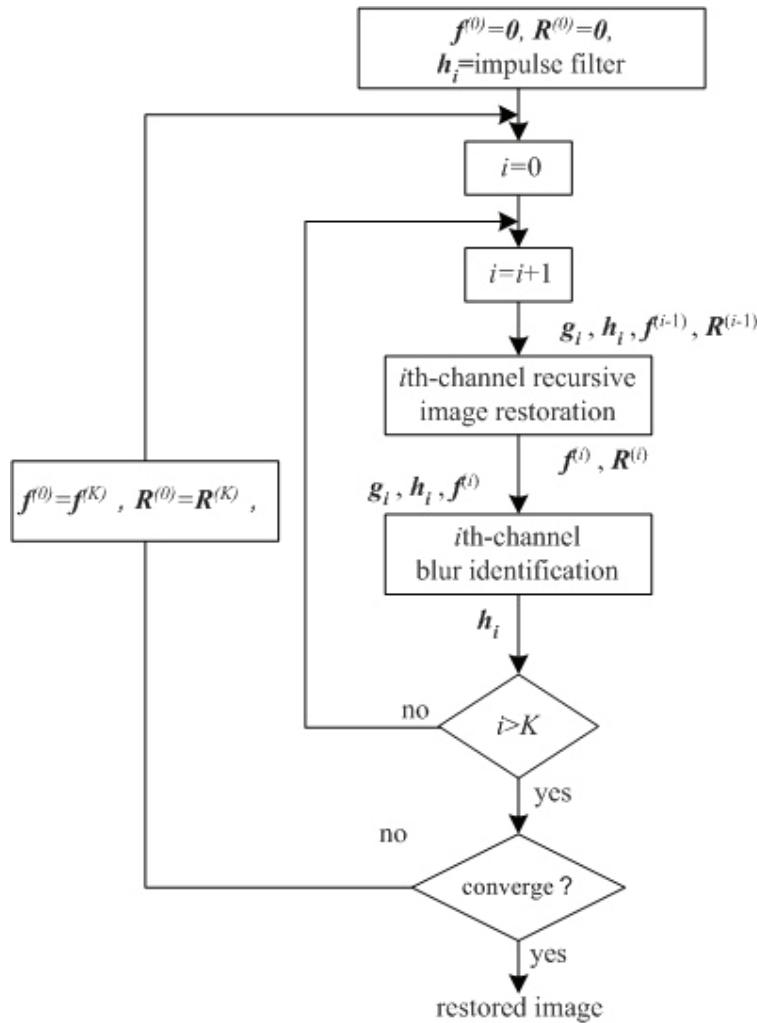 f⁽⁰⁾=0, R⁽⁰⁾=0,
hᵢ=impulse filter
i=0
i=i+1
gᵢ , hᵢ , f⁽ⁱ⁻¹⁾ , R⁽ⁱ⁻¹⁾
ith-channel recursive
image restoration
f⁽ⁱ⁾ , R⁽ⁱ⁾
f⁽⁰⁾=f⁽ᴷ⁾ , R⁽⁰⁾=R⁽ᴷ⁾ ,
gᵢ , hᵢ , f⁽ⁱ⁾
ith-channel
blur identification
hᵢ
no
i>K
yes
no
converge ?
yes
restored image